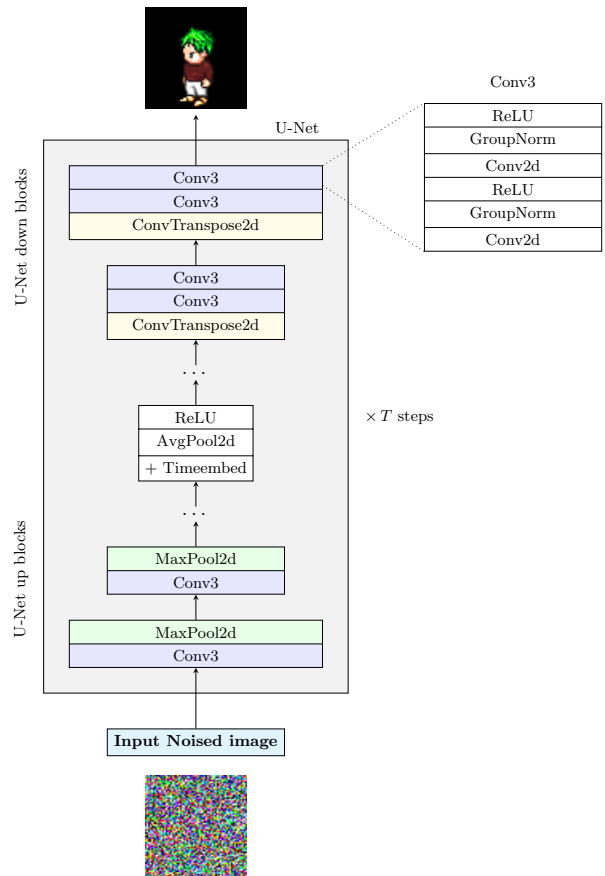 U-Net
Conv3
Conv3
ConvTranspose2d
Conv3
Conv3
ConvTranspose2d
...
ReLU
AvgPool2d
+ Timeembed
...
MaxPool2d
Conv3
MaxPool2d
Conv3
Input Noised image
U-Net down blocks
U-Net up blocks
× T steps
Conv3
ReLU
GroupNorm
Conv2d
ReLU
GroupNorm
Conv2d